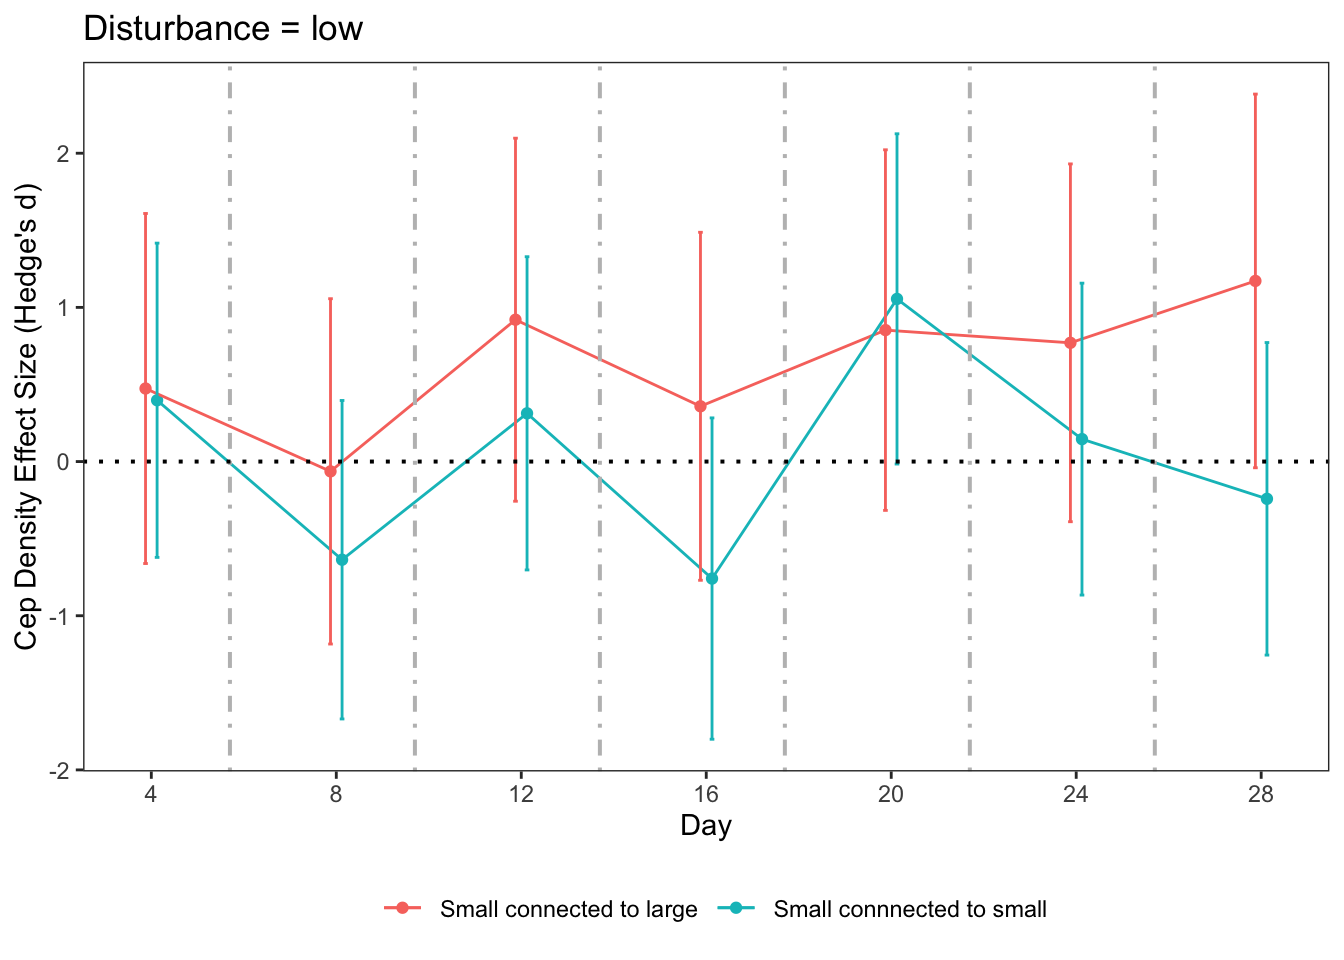 Disturbance = low
Cep Density Effect Size (Hedge's d)
2
1
0
-1
-2
4 8 12 16 20 24 28
Day
Small connected to large Small connnected to small